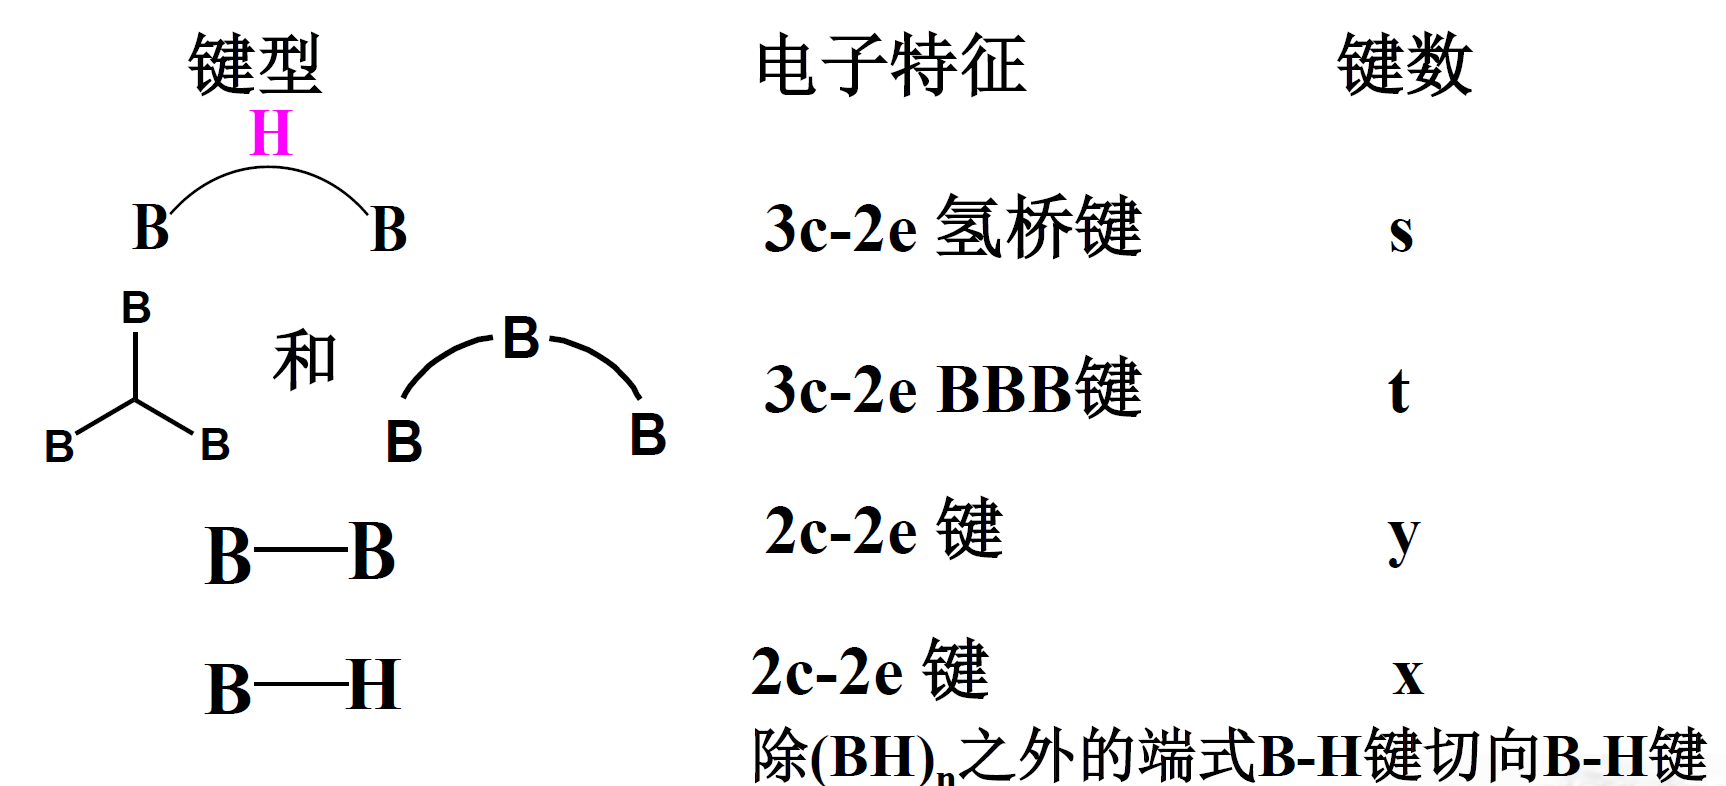 键型 电子特征 键数
H
B B 3c-2e 氢桥键 s
B
B B
和
B
B B
3c-2e BBB键 t
B—B 2c-2e 键 y
B—H 2c-2e 键 x
除(BH)n之外的端式B-H键切向B-H键